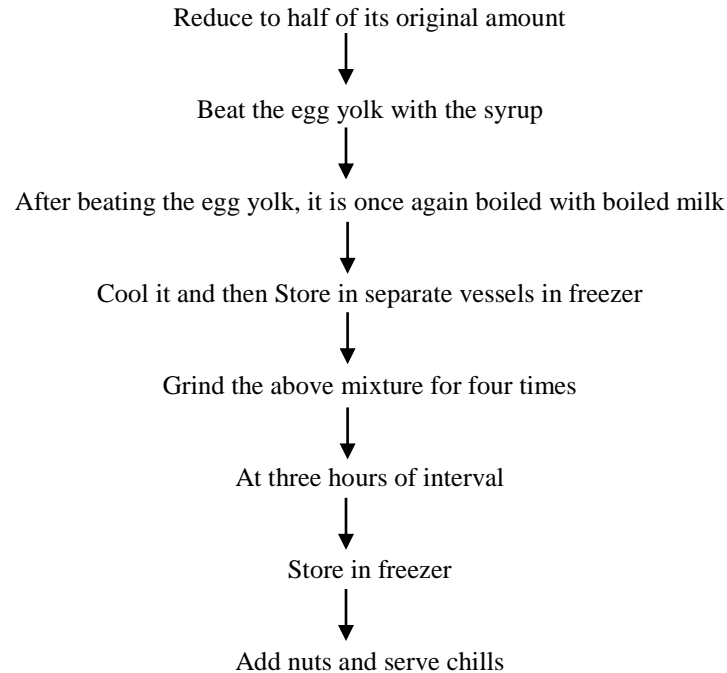 Reduce to half of its original amount
Beat the egg yolk with the syrup
After beating the egg yolk, it is once again boiled with boiled milk
Cool it and then Store in separate vessels in freezer
Grind the above mixture for four times
At three hours of interval
Store in freezer
Add nuts and serve chills